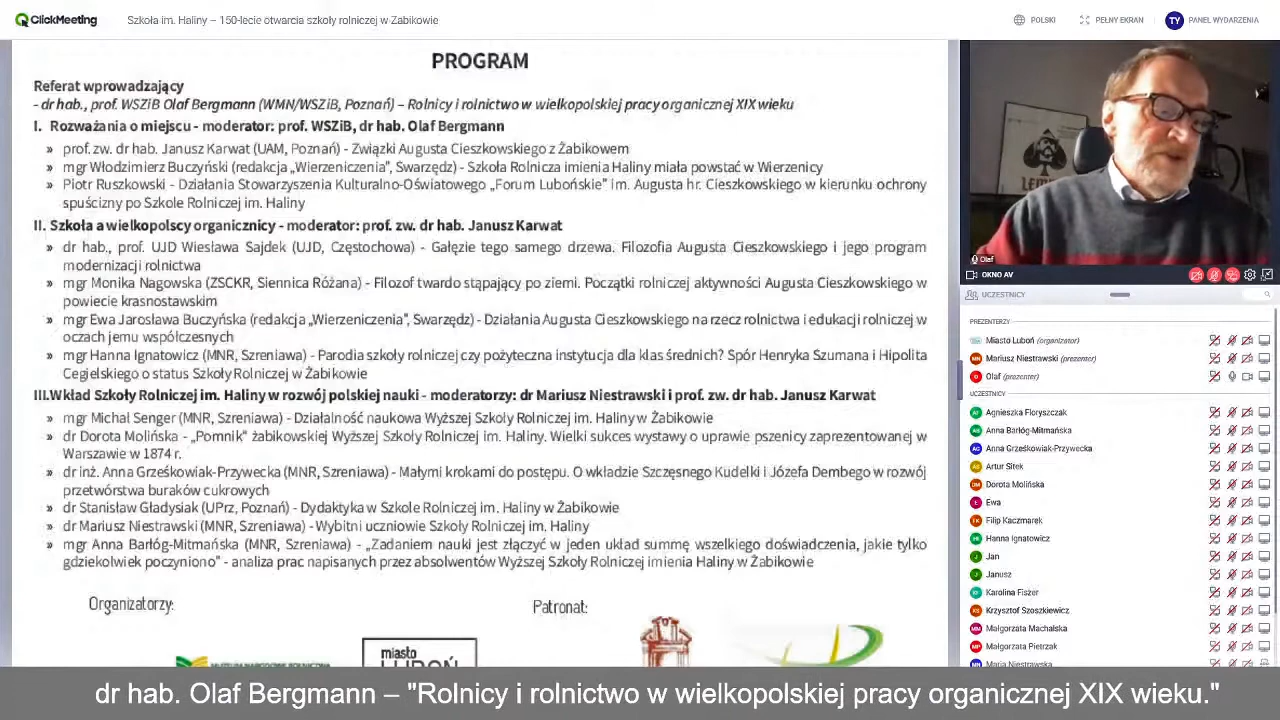 ClickMeeting
Szkoła im. Haliny – 150-lecie otwarcia szkoły rolniczej w Żabikowie
POLSKI
PEŁNY EKRAN
TY
PANEL WYDARZENIA
PROGRAM
Referat wprowadzający
- dr hab., prof. WSZiB Olaf Bergmann (WMN/WSZiB, Poznań) – Rolnicy i rolnictwo w wielkopolskiej pracy organicznej XIX wieku
I. Rozważania o miejscu - moderator: prof. WSZiB, dr hab. Olaf Bergmann
» prof. zw. dr hab. Janusz Karwat (UAM, Poznań) - Związki Augusta Cieszkowskiego z Żabikowem
» mgr Włodzimierz Buczyński (redakcja „Wierzeniczenia”, Swarzędz) - Szkoła Rolnicza imienia Haliny miała powstać w Wierzenicy
» Piotr Ruszkowski - Działania Stowarzyszenia Kulturalno-Oświatowego „Forum Lubońskie” im. Augusta hr. Cieszkowskiego w kierunku ochrony
spuścizny po Szkole Rolniczej im. Haliny
II. Szkoła a wielkopolscy organicznicy - moderator: prof. zw. dr hab. Janusz Karwat
» dr hab., prof. UJD Wiesława Sajdek (UJD, Częstochowa) - Gałęzie tego samego drzewa. Filozofia Augusta Cieszkowskiego i jego program
modernizacji rolnictwa
» mgr Monika Nagowska (ZSCKR, Siennica Różana) - Filozof twardo stąpający po ziemi. Początki rolniczej aktywności Augusta Cieszkowskiego w
powiecie krasnostawskim
» mgr Ewa Jarosława Buczyńska (redakcja „Wierzeniczenia”, Swarzędz) - Działania Augusta Cieszkowskiego na rzecz rolnictwa i edukacji rolniczej w
oczach jemu współczesnych
» mgr Hanna Ignatowicz (MNR, Szreniawa) - Parodia szkoły rolniczej czy pożyteczna instytucja dla klas średnich? Spór Henryka Szumana i Hipolita
Cegielskiego o status Szkoły Rolniczej w Żabikowie
III.Wkład Szkoły Rolniczej im. Haliny w rozwój polskiej nauki - moderatorzy: dr Mariusz Niestrawski i prof. zw. dr hab. Janusz Karwat
» mgr Michał Senger (MNR, Szreniawa) - Działalność naukowa Wyższej Szkoły Rolniczej im. Haliny w Żabikowie
» dr Dorota Molińska - „Pomnik” żabikowskiej Wyższej Szkoły Rolniczej im. Haliny. Wielki sukces wystawy o uprawie pszenicy zaprezentowanej w
Warszawie w 1874 r.
» dr inż. Anna Grześkowiak-Przywecka (MNR, Szreniawa) - Małymi krokami do postępu. O wkładzie Szczęsnego Kudelki i Józefa Dembego w rozwój
przetwórstwa buraków cukrowych
» dr Stanisław Gładysiak (UPrz, Poznań) - Dydaktyka w Szkole Rolniczej im. Haliny w Żabikowie
» dr Mariusz Niestrawski (MNR, Szreniawa) - Wybitni uczniowie Szkoły Rolniczej im. Haliny
» mgr Anna Barłóg-Mitmańska (MNR, Szreniawa) - „Zadaniem nauki jest złączyć w jeden układ summę wszelkiego doświadczenia, jakie tylko
gdziekolwiek poczyniono” - analiza prac napisanych przez absolwentów Wyższej Szkoły Rolniczej imienia Haliny w Żabikowie
Organizatorzy:
Patronat:
miasto
LUBOŃ
Olaf
OKNO AV
UCZESTNICY
PREZENTERZY
Miasto Luboń (organizator)
MN Mariusz Niestrawski (prezenter)
O Olaf (prezenter)
UCZESTNICY
AF Agnieszka Floryszczak
AB Anna Barłóg-Mitmańska
AG Anna Grześkowiak-Przywecka
AS Artur Sitek
DM Dorota Molińska
E Ewa
FK Filip Kaczmarek
HI Hanna Ignatowicz
J Jan
J Janusz
KF Karolina Fiszer
KS Krzysztof Szoszkiewicz
MM Małgorzata Machalska
MP Małgorzata Pietrzak
MN Maria Niestrawska
dr hab. Olaf Bergmann – "Rolnicy i rolnictwo w wielkopolskiej pracy organicznej XIX wieku."